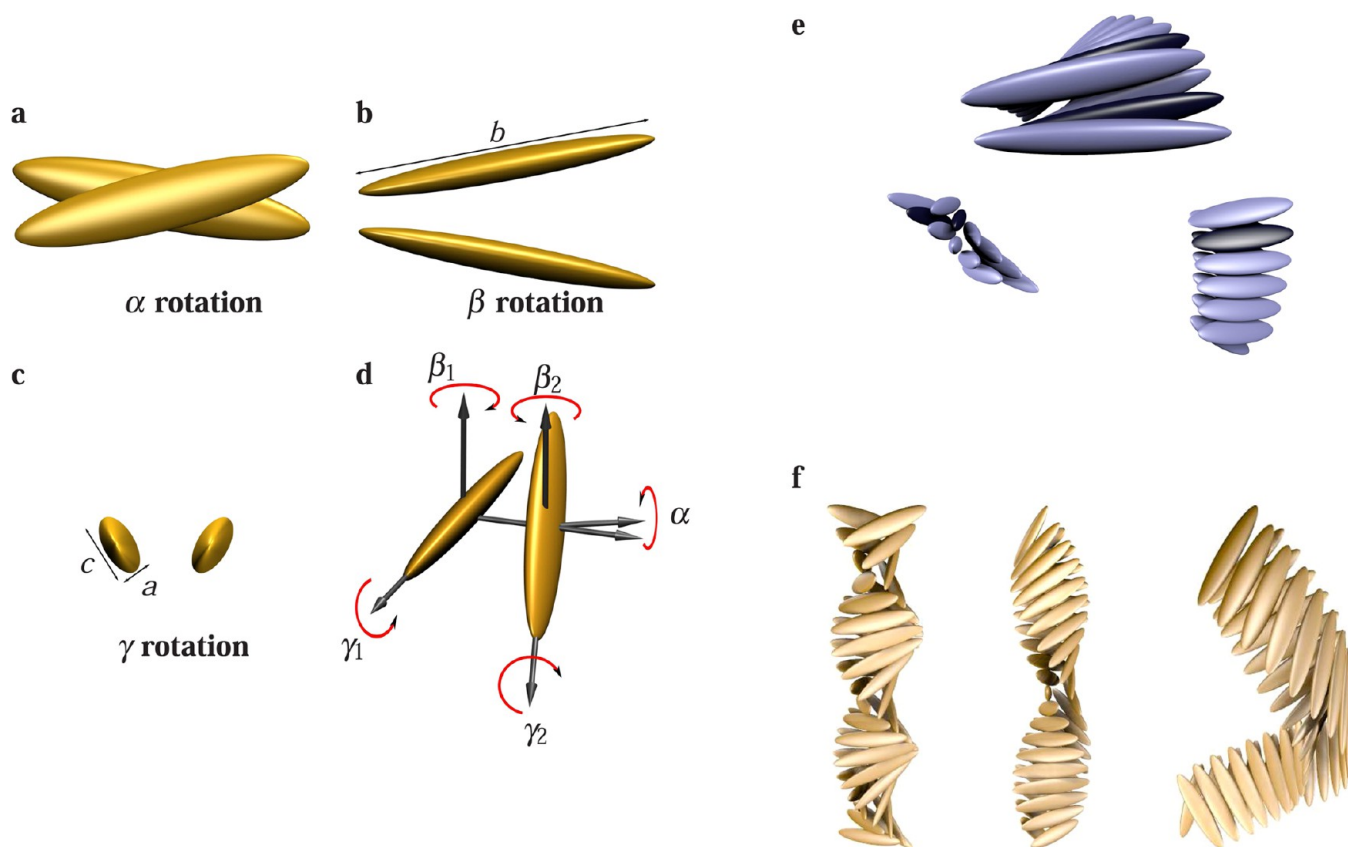 a
α rotation
b
b
β rotation
c
c
a
γ rotation
d
β1
β2
α
γ1
γ2
e
f